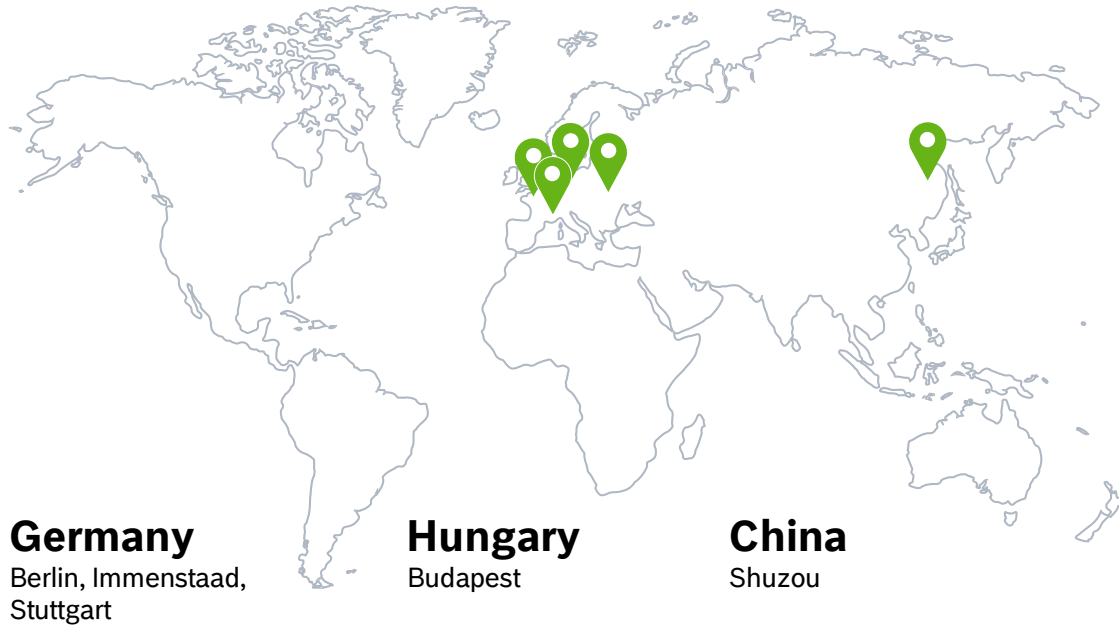 Germany
Berlin, Immenstaad,
Stuttgart
Hungary
Budapest
China
Shuzou